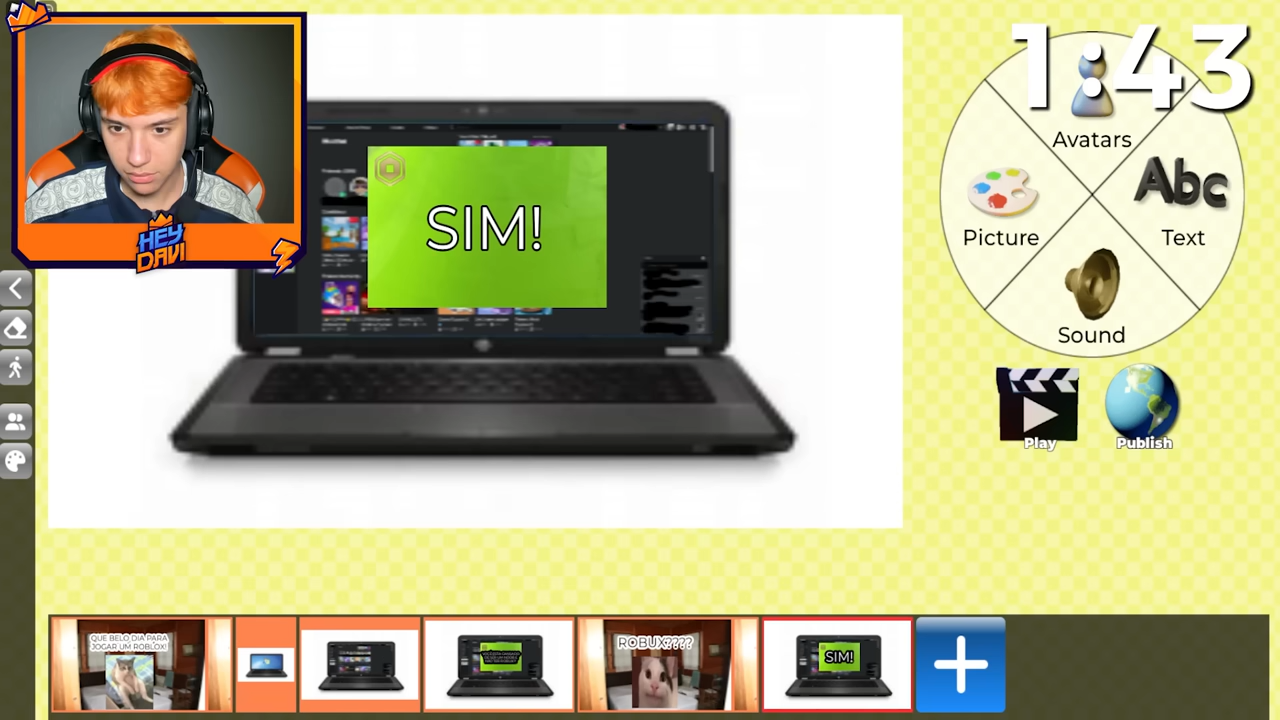 1:43
Avatars
Abc
Picture
Text
SIM!
Sound
HEY
DAVI
Play
Publish
QUE BELO DIA PARA
JOGAR UM ROBLOX!
ROBUX????
SIM!